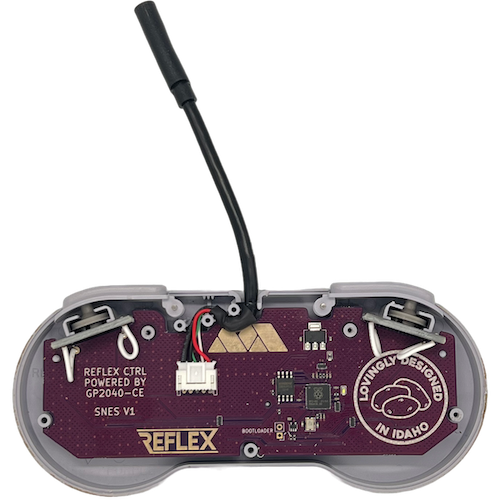 REFLEX CTRL
POWERED BY
GP2040-CE
SNES V1
REFLEX
BOOTLOADER
LOVINGLY DESIGNED
IN IDAHO